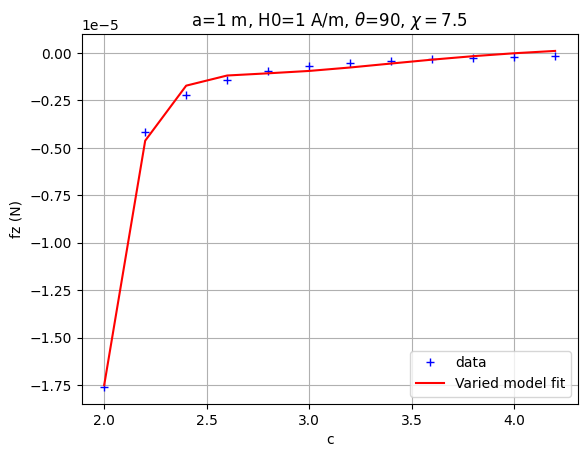 a=1 m, H0=1 A/m, θ=90, χ = 7.5
1e−5
0.00
−0.25
−0.50
−0.75
−1.00
−1.25
−1.50
−1.75
fz (N)
data
Varied model fit
2.0 2.5 3.0 3.5 4.0
c